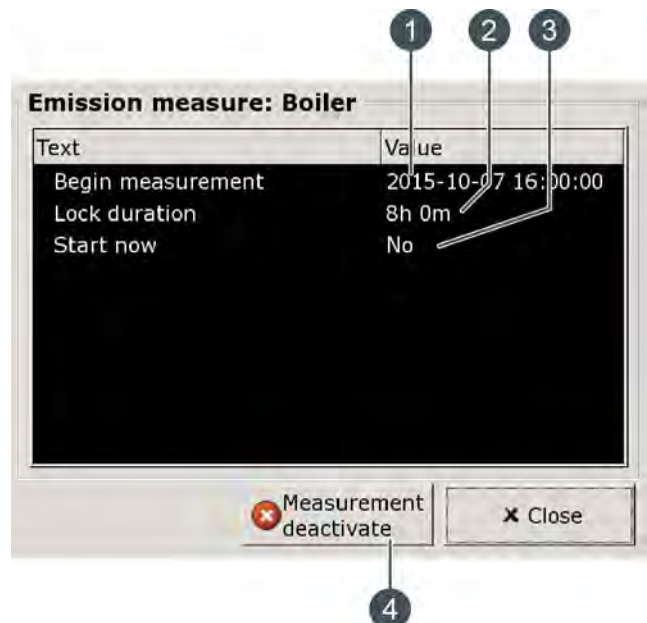 1 2 3
Emission measure: Boiler
Text Value
Begin measurement 2015-10-07 16:00:00
Lock duration 8h 0m
Start now No
Measurement
deactivate
Close
4